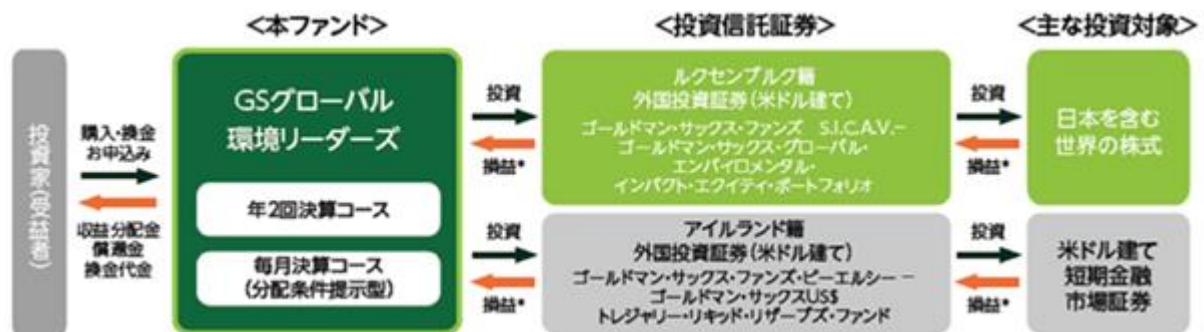 <本ファンド>
<投資信託証券>
<主な投資対象>
投資家(受益者)
購入・換金
お申込み
収益分配金
償還金
換金代金
GSグローバル
環境リーダーズ
年2回決算コース
毎月決算コース
(分配条件提示型)
投資
損益*
ルクセンブルク籍
外国投資証券(米ドル建て)
ゴールドマン・サックス・ファンズ S.I.C.A.V.−
ゴールドマン・サックス・グローバル・
エンバイロメンタル・
インパクト・エクイティ・ポートフォリオ
投資
損益*
日本を含む
世界の株式
投資
損益*
アイルランド籍
外国投資証券(米ドル建て)
ゴールドマン・サックス・ファンズ・ピーエルシー −
ゴールドマン・サックスUS$
トレジャリー・リキッド・リザーブズ・ファンド
投資
損益*
米ドル建て
短期金融
市場証券